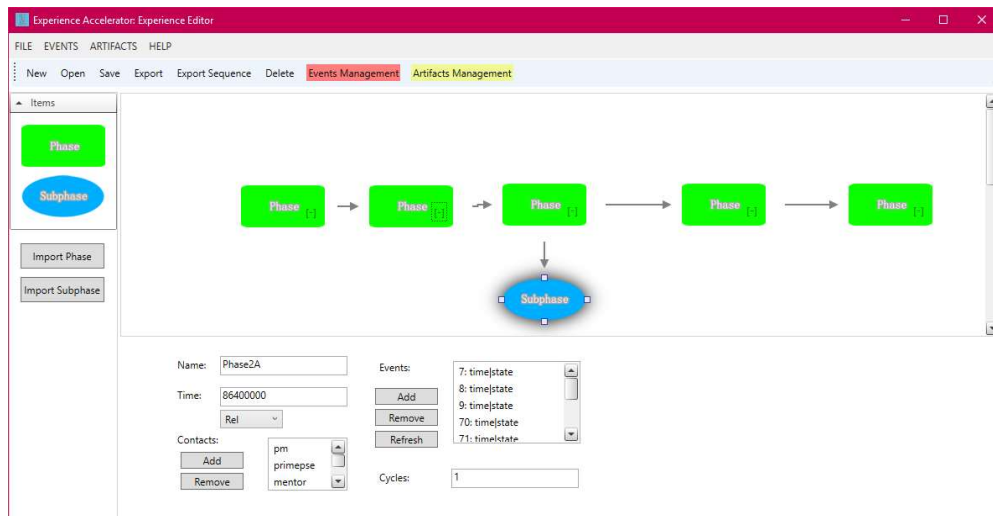 Experience Accelerator: Experience Editor
FILE EVENTS ARTIFACTS HELP
New Open Save Export Export Sequence Delete Events Management Artifacts Management
Items
Phase
Subphase
Import Phase
Import Subphase
Phase [-] Phase [-] Phase [-] Phase [-] Phase [-]
Subphase
Name: Phase2A
Time: 86400000
Rel
Contacts:
Add
Remove
pm
primepse
mentor
Events:
Add
Remove
Refresh
7: time|state
8: time|state
9: time|state
70: time|state
71: time|state
Cycles: 1